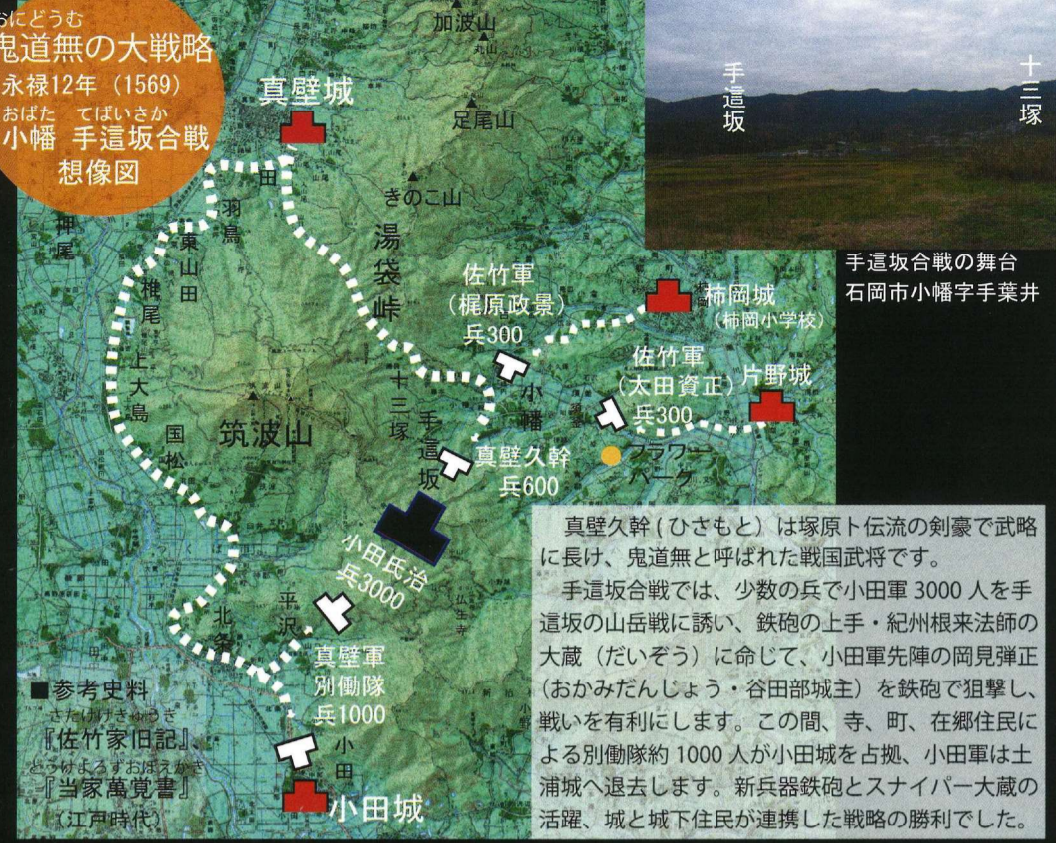 おにどうむ
鬼道無の大戦略
永禄12年（1569）
おばた　てばいさか
小幡 手這坂合戦
想像図
加波山
丸山
真壁城
足尾山
きのこ山
田
羽鳥
押尾
東山田
椎尾
湯袋峠
上大島
国松
筑波山
十三塚
手這坂
佐竹軍
（梶原政景）
兵300
柿岡城
（柿岡小学校）
小幡
佐竹軍
（太田資正）
兵300
片野城
フラワー
パーク
真壁久幹
兵600
小田氏治
兵3000
北条
平沢
真壁軍
別働隊
兵1000
小田
小田城
手這坂
十三塚
手這坂合戦の舞台
石岡市小幡字手葉井
真壁久幹（ひさもと）は塚原卜伝流の剣豪で武略
に長け、鬼道無と呼ばれた戦国武将です。
手這坂合戦では、少数の兵で小田軍 3000 人を手
這坂の山岳戦に誘い、鉄砲の上手・紀州根来法師の
大蔵（だいぞう）に命じて、小田軍先陣の岡見弾正
（おかみだんじょう・谷田部城主）を鉄砲で狙撃し、
戦いを有利にします。この間、寺、町、在郷住民に
よる別働隊約 1000 人が小田城を占拠、小田軍は土
浦城へ退去します。新兵器鉄砲とスナイパー大蔵の
活躍、城と城下住民が連携した戦略の勝利でした。
■参考史料
さたけけきゅうき
『佐竹家旧記』、
とうけよろずおぼえがき
『当家萬覚書』
（江戸時代）